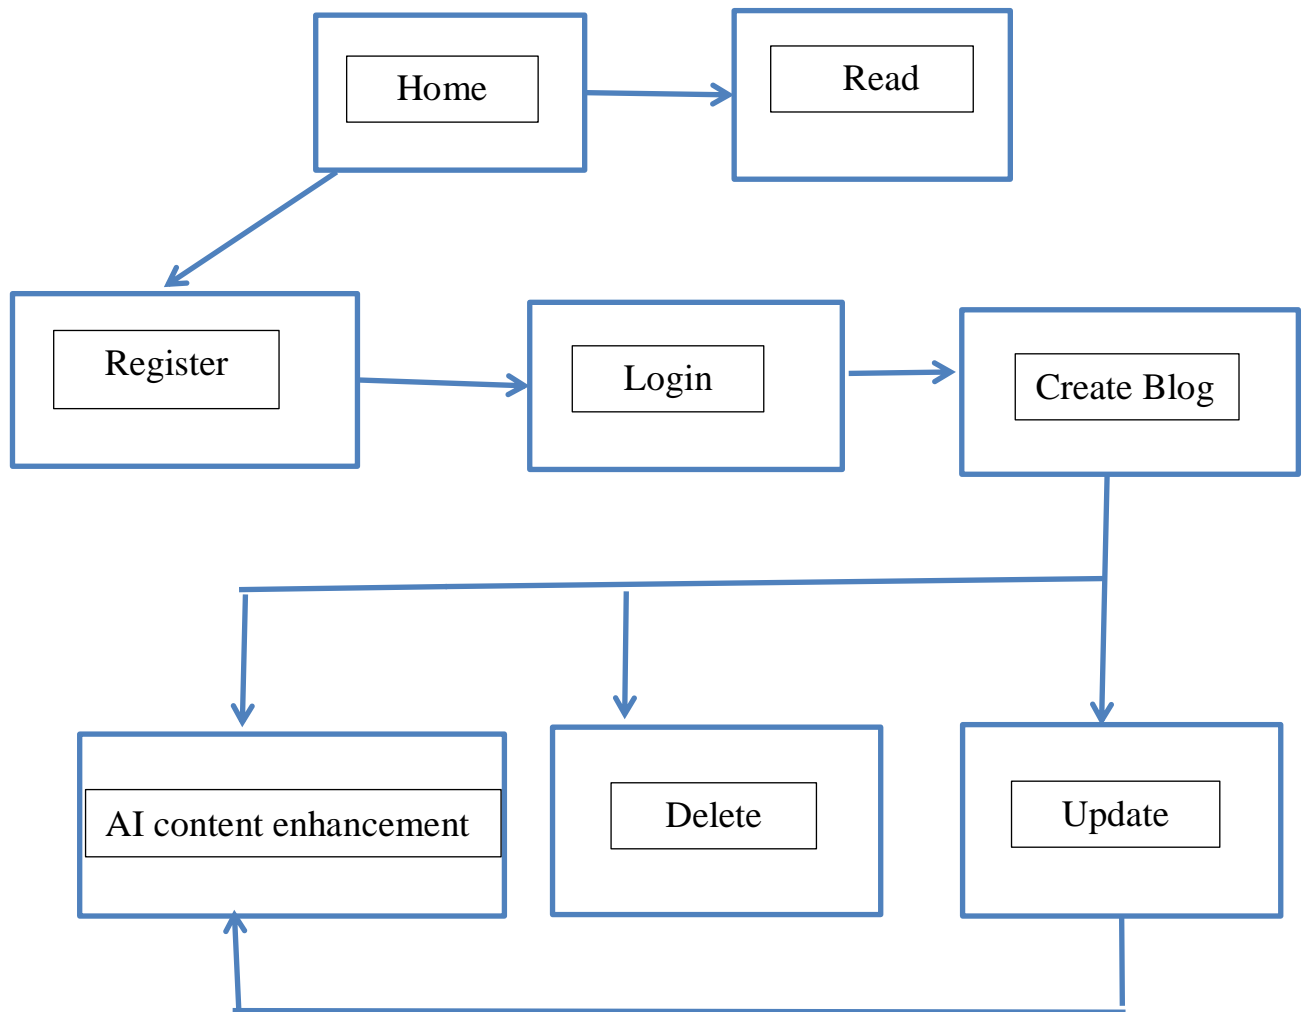 Home
Read
Register
Login
Create Blog
AI content enhancement
Delete
Update